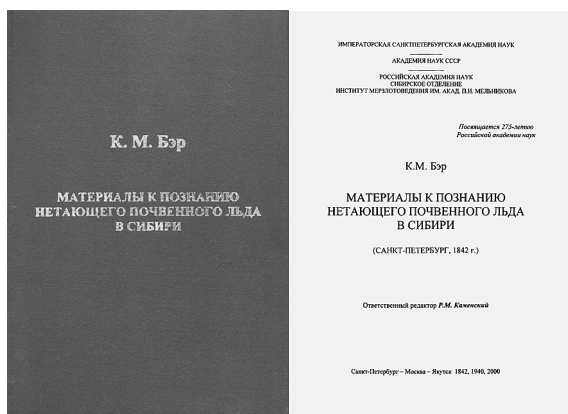 К. М. Бэр
МАТЕРИАЛЫ К ПОЗНАНИЮ
НЕТАЮЩЕГО ПОЧВЕННОГО ЛЬДА
В СИБИРИ
ИМПЕРАТОРСКАЯ САНКТПЕТЕРБУРГСКАЯ АКАДЕМИЯ НАУК
АКАДЕМИЯ НАУК СССР
РОССИЙСКАЯ АКАДЕМИЯ НАУК
СИБИРСКОЕ ОТДЕЛЕНИЕ
ИНСТИТУТ МЕРЗЛОТОВЕДЕНИЯ ИМ. АКАД. П.И. МЕЛЬНИКОВА
Посвящается 275-летию
Российской академии наук
К.М. Бэр
МАТЕРИАЛЫ К ПОЗНАНИЮ
НЕТАЮЩЕГО ПОЧВЕННОГО ЛЬДА
В СИБИРИ
(САНКТ-ПЕТЕРБУРГ, 1842 г.)
Ответственный редактор Р.М. Каменский
Санкт-Петербург – Москва – Якутск 1842, 1940, 2000